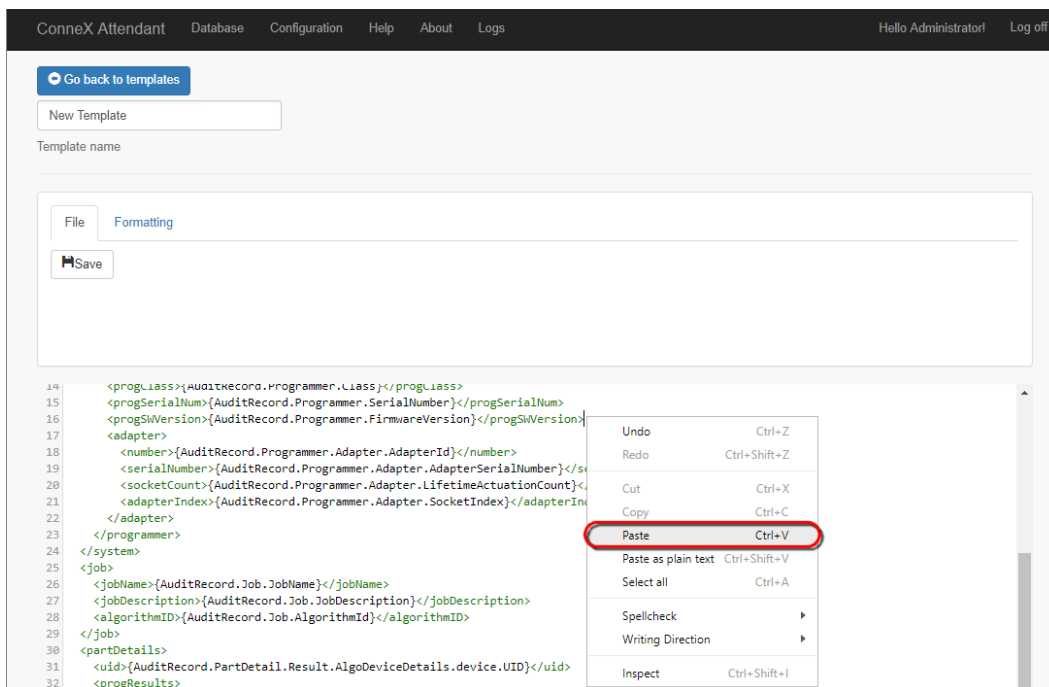 ConneX Attendant Database Configuration Help About Logs Hello Administrator! Log off
Go back to templates
New Template
Template name
File Formatting
Save
14 <progClass>{AuditRecord.Programmer.Class}</progClass>
15 <progSerialNum>{AuditRecord.Programmer.SerialNumber}</progSerialNum>
16 <progSWVersion>{AuditRecord.Programmer.FirmwareVersion}</progSWVersion>
17 <adapter>
18 <number>{AuditRecord.Programmer.Adapter.AdapterId}</number>
19 <serialNumber>{AuditRecord.Programmer.Adapter.AdapterSerialNumber}</se
20 <socketCount>{AuditRecord.Programmer.Adapter.LifetimeActuationCount}</
21 <adapterIndex>{AuditRecord.Programmer.Adapter.SocketIndex}</adapterInd
22 </adapter>
23 </programmer>
24 </system>
25 <job>
26 <jobName>{AuditRecord.Job.JobName}</jobName>
27 <jobDescription>{AuditRecord.Job.JobDescription}</jobDescription>
28 <algorithmID>{AuditRecord.Job.AlgorithmId}</algorithmID>
29 </job>
30 <partDetails>
31 <uid>{AuditRecord.PartDetail.Result.AlgoDeviceDetails.device.UID}</uid>
32 <progResults>
Undo Ctrl+Z
Redo Ctrl+Shift+Z
Cut Ctrl+X
Copy Ctrl+C
Paste Ctrl+V
Paste as plain text Ctrl+Shift+V
Select all Ctrl+A
Spellcheck
Writing Direction
Inspect Ctrl+Shift+I